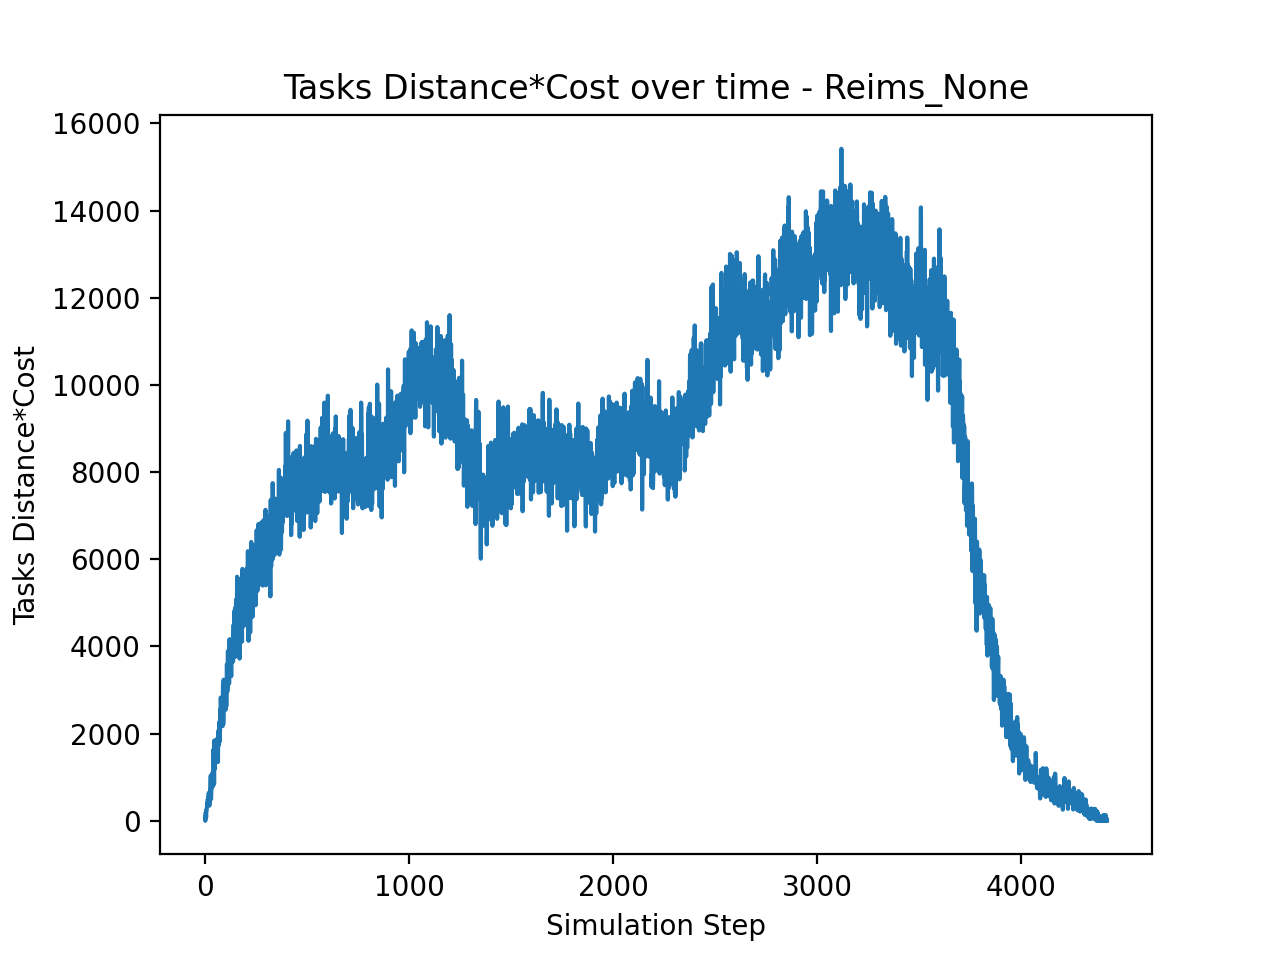 Tasks Distance*Cost over time - Reims_None
16000
14000
12000
10000
8000
6000
4000
2000
0
Tasks Distance*Cost
0 1000 2000 3000 4000
Simulation Step